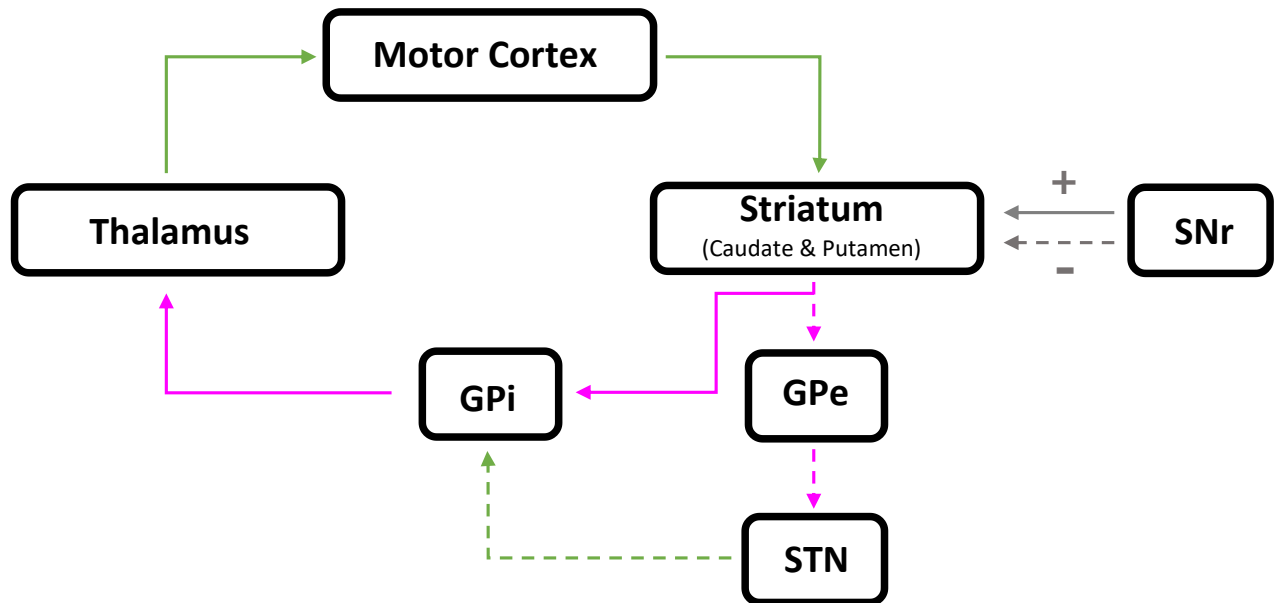 Motor Cortex
Thalamus
Striatum
(Caudate & Putamen)
+
-
SNr
GPi
GPe
STN